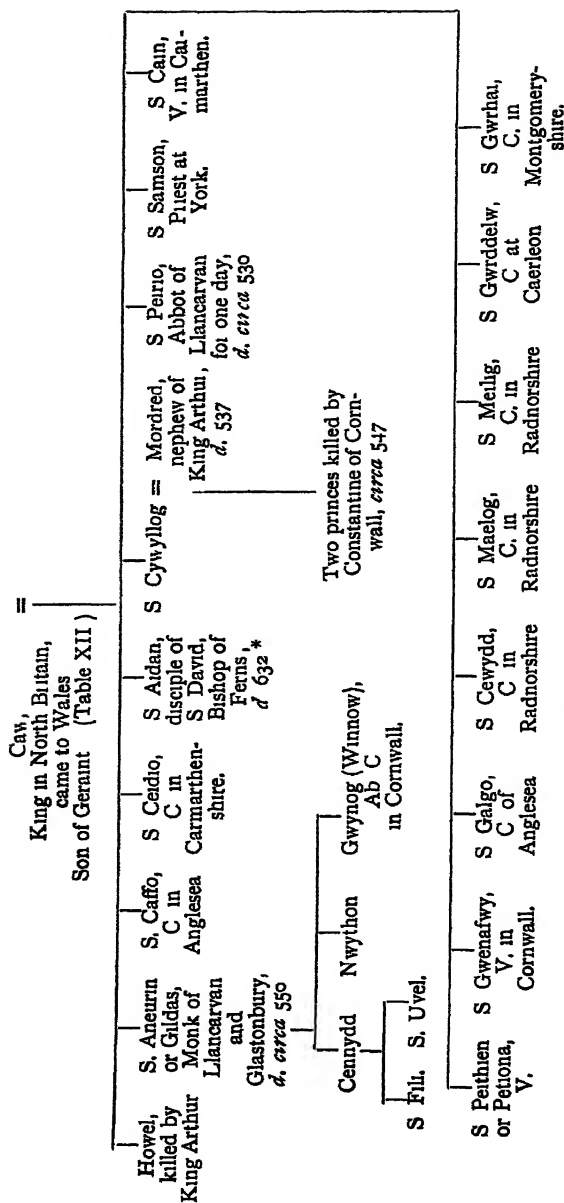 =
Caw,
King in North Britain,
came to Wales
Son of Geraint (Table XII)
Howel,
killed by
King Arthur
S. Aneurin
or Gildas,
Monk of
Llancarvan
and
Glastonbury,
d. circa 550
S. Caffo,
C in
Anglesea
S Ceidio,
C in
Carmarthen-
shire.
S Aidan,
disciple of
S David,
Bishop of
Ferns,
d 632 *
S Cywyllog = Mordred,
nephew of
King Arthur,
d. 537
S Peirio,
Abbot of
Llancarvan
for one day,
d. circa 530
S Samson,
Priest at
York.
S Cain,
V. in Car-
marthen.
Two princes killed by
Constantine of Corn-
wall, circa 547
Cennydd
Nwython
Gwynog (Winnow),
Ab C
in Cornwall.
S Fili. S. Uvel.
S Peithien
or Petiona,
V.
S Gwenafwy,
V. in
Cornwall.
S Galgo,
C of
Anglesea
S Cewydd,
C in
Radnorshire
S Maelog,
C. in
Radnorshire
S Meilig,
C. in
Radnorshire
S Gwrddelw,
C at
Caerleon
S Gwrhai,
C. in
Montgomery-
shire.